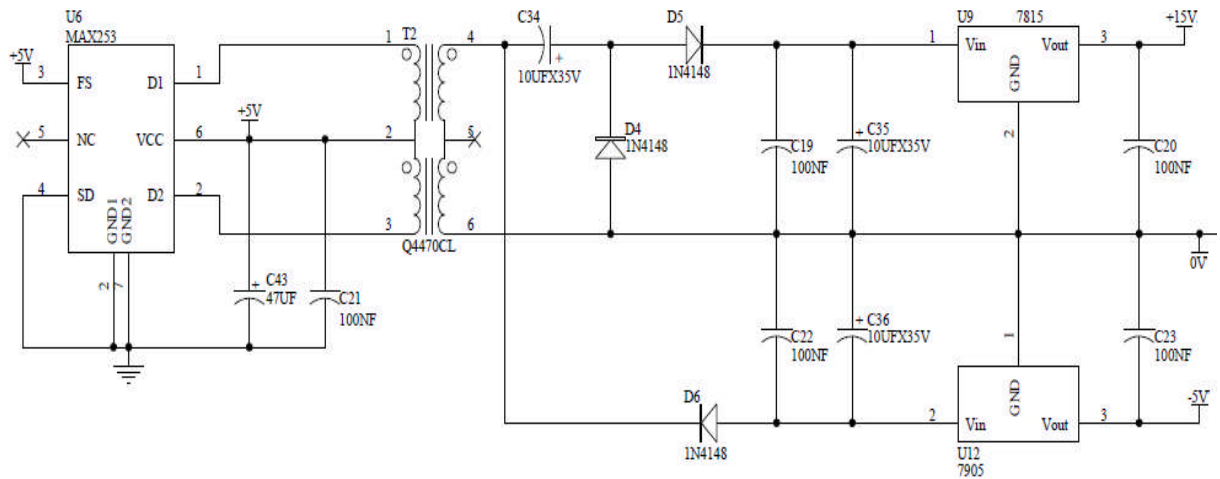 U6
MAX253
+5V
3
FS
D1
1
5
NC
VCC
6
4
SD
D2
2
GND1
GND2
2
7
+5V
C43
+
47UF
C21
100NF
T2
1
4
2
5
3
6
Q4470CL
C34
+
10UFX35V
D5
1N4148
D4
1N4148
C19
100NF
+ C35
10UFX35V
U9
7815
1
Vin
Vout
3
GND
2
+15V
C20
100NF
0V
C22
100NF
+ C36
10UFX35V
D6
1N4148
1
GND
2
Vin
Vout
3
U12
7905
C23
100NF
-5V